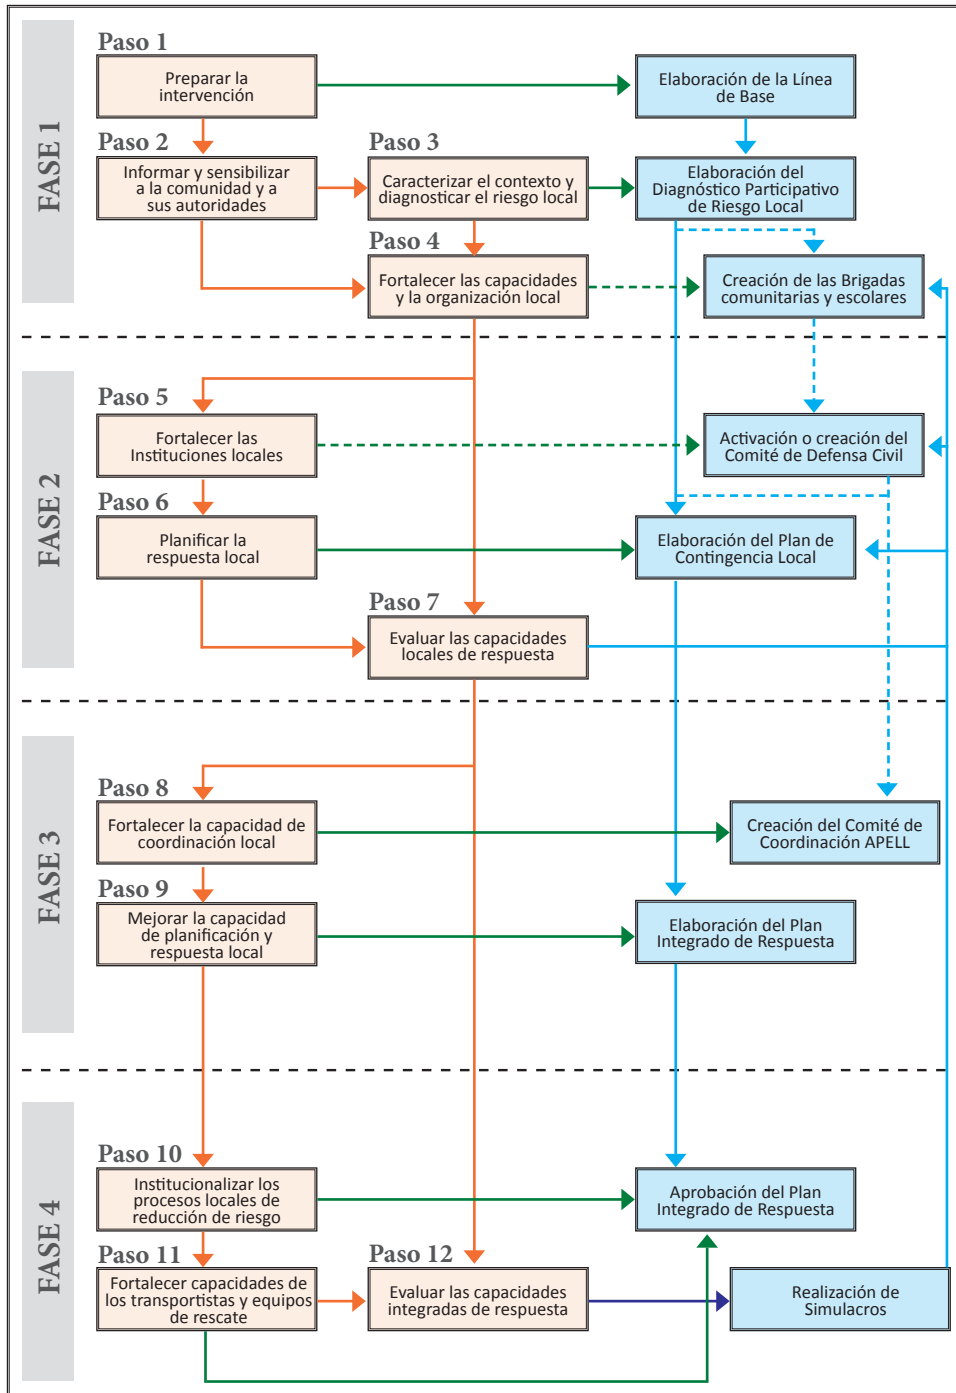 FASE 1
Paso 1
Preparar la
intervención
Elaboración de la Línea
de Base
Paso 2
Informar y sensibilizar
a la comunidad y a
sus autoridades
Paso 3
Caracterizar el contexto y
diagnosticar el riesgo local
Elaboración del
Diagnóstico Participativo
de Riesgo Local
Paso 4
Fortalecer las capacidades
y la organización local
Creación de las Brigadas
comunitarias y escolares
FASE 2
Paso 5
Fortalecer las
Instituciones locales
Activación o creación del
Comité de Defensa Civil
Paso 6
Planificar la
respuesta local
Elaboración del Plan de
Contingencia Local
Paso 7
Evaluar las capacidades
locales de respuesta
FASE 3
Paso 8
Fortalecer la capacidad de
coordinación local
Creación del Comité de
Coordinación APELL
Paso 9
Mejorar la capacidad
de planificación y
respuesta local
Elaboración del Plan
Integrado de Respuesta
FASE 4
Paso 10
Institucionalizar los
procesos locales de
reducción de riesgo
Aprobación del Plan
Integrado de Respuesta
Paso 11
Fortalecer capacidades de
los transportistas y equipos
de rescate
Paso 12
Evaluar las capacidades
integradas de respuesta
Realización de
Simulacros